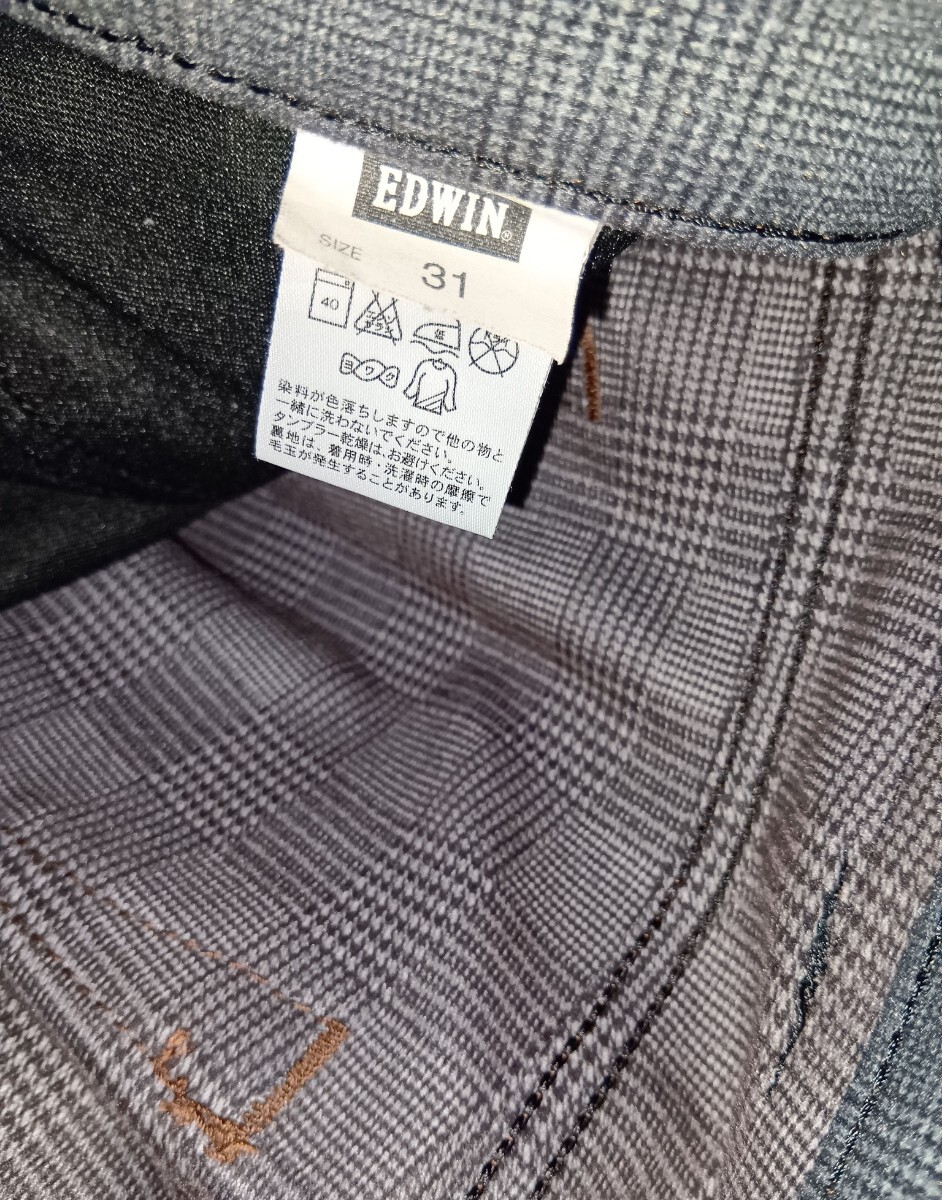 EDWIN®
SIZE 31
40 低
ヨワク
染料が色落ちしますので他の物と
一緒に洗わないでください。
タンブラー乾燥は、お避けください。
裏地は、着用時・洗濯時の摩擦で
毛玉が発生することがあります。